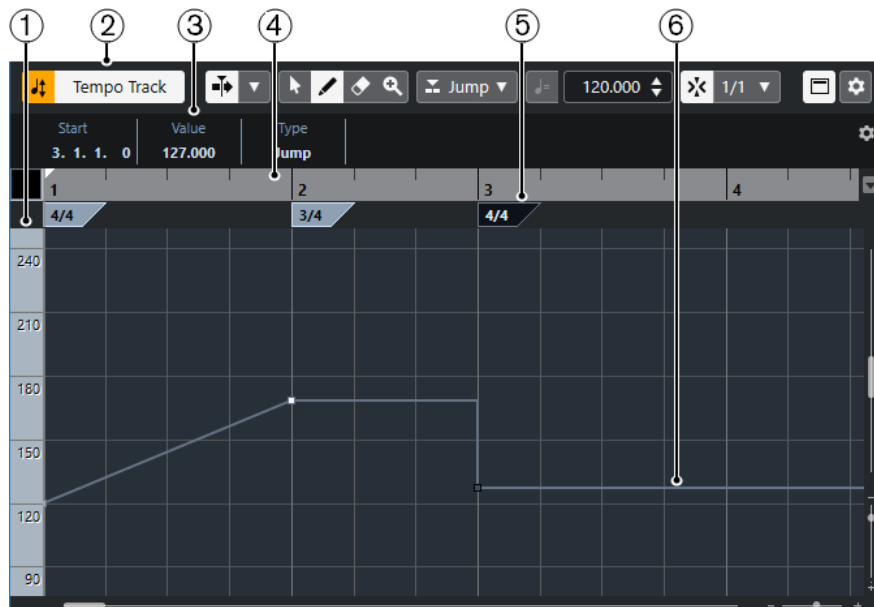 1 2 3 4 5 6
Tempo Track Jump 120.000 1/1
Start Value Type
3. 1. 1. 0 127.000 Jump
1 2 3 4
4/4 3/4 4/4
240
210
180
150
120
90